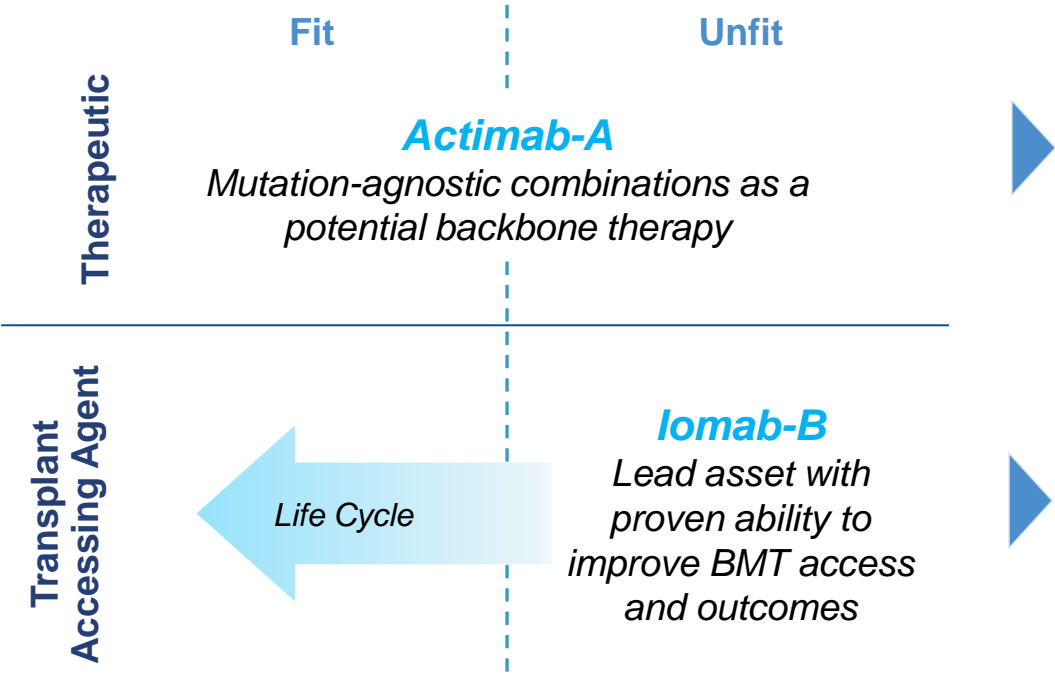 Fit
Unfit
Therapeutic
Actimab-A
Mutation-agnostic combinations as a
potential backbone therapy
Transplant
Accessing Agent
Life Cycle
Iomab-B
Lead asset with
proven ability to
improve BMT access
and outcomes